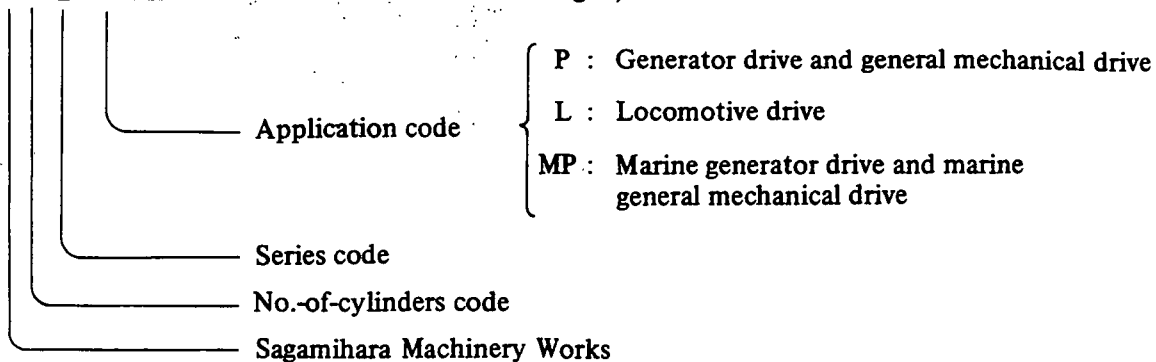 P : Generator drive and general mechanical drive
Application code L : Locomotive drive
MP : Marine generator drive and marine
general mechanical drive
Series code
No.-of-cylinders code
Sagamihara Machinery Works